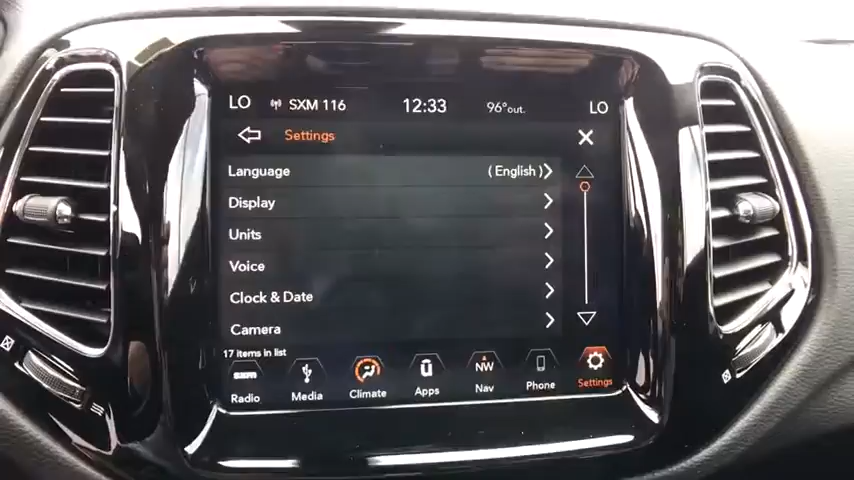 LO SXM 116 12:33 96°out. LO
Settings
Language (English)
Display
Units
Voice
Clock & Date
Camera
17 items in list
sxm NW
Radio Media Climate Apps Nav Phone Settings